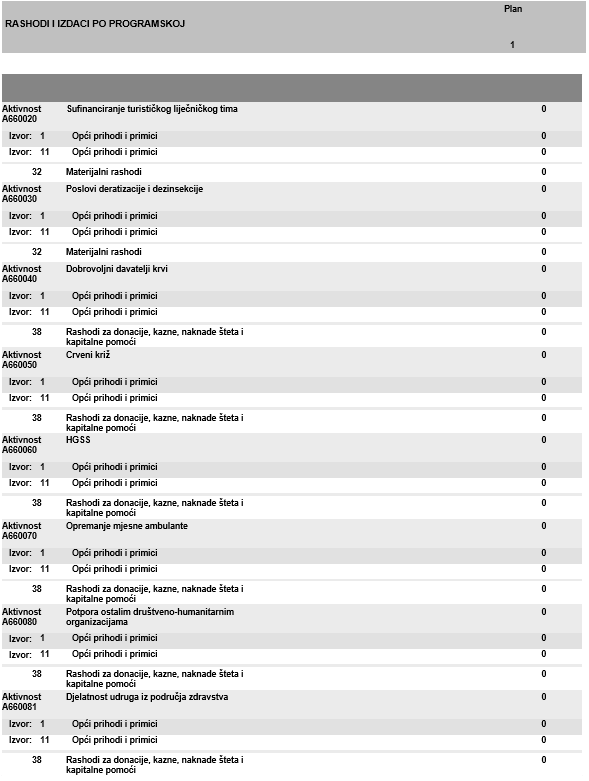 Plan
RASHODI I IZDACI PO PROGRAMSKOJ
1
Aktivnost Sufinanciranje turističkog liječničkog tima 0
A660020
Izvor: 1 Opći prihodi i primici 0
Izvor: 11 Opći prihodi i primici 0
32 Materijalni rashodi 0
Aktivnost Poslovi deratizacije i dezinsekcije 0
A660030
Izvor: 1 Opći prihodi i primici 0
Izvor: 11 Opći prihodi i primici 0
32 Materijalni rashodi 0
Aktivnost Dobrovoljni davatelji krvi 0
A660040
Izvor: 1 Opći prihodi i primici 0
Izvor: 11 Opći prihodi i primici 0
38 Rashodi za donacije, kazne, naknade šteta i 0
kapitalne pomoći
Aktivnost Crveni križ 0
A660050
Izvor: 1 Opći prihodi i primici 0
Izvor: 11 Opći prihodi i primici 0
38 Rashodi za donacije, kazne, naknade šteta i 0
kapitalne pomoći
Aktivnost HGSS 0
A660060
Izvor: 1 Opći prihodi i primici 0
Izvor: 11 Opći prihodi i primici 0
38 Rashodi za donacije, kazne, naknade šteta i 0
kapitalne pomoći
Aktivnost Opremanje mjesne ambulante 0
A660070
Izvor: 1 Opći prihodi i primici 0
Izvor: 11 Opći prihodi i primici 0
38 Rashodi za donacije, kazne, naknade šteta i 0
kapitalne pomoći
Aktivnost Potpora ostalim društveno-humanitarnim 0
A660080 organizacijama
Izvor: 1 Opći prihodi i primici 0
Izvor: 11 Opći prihodi i primici 0
38 Rashodi za donacije, kazne, naknade šteta i 0
kapitalne pomoći
Aktivnost Djelatnost udruga iz područja zdravstva 0
A660081
Izvor: 1 Opći prihodi i primici 0
Izvor: 11 Opći prihodi i primici 0
38 Rashodi za donacije, kazne, naknade šteta i 0
kapitalne pomoći